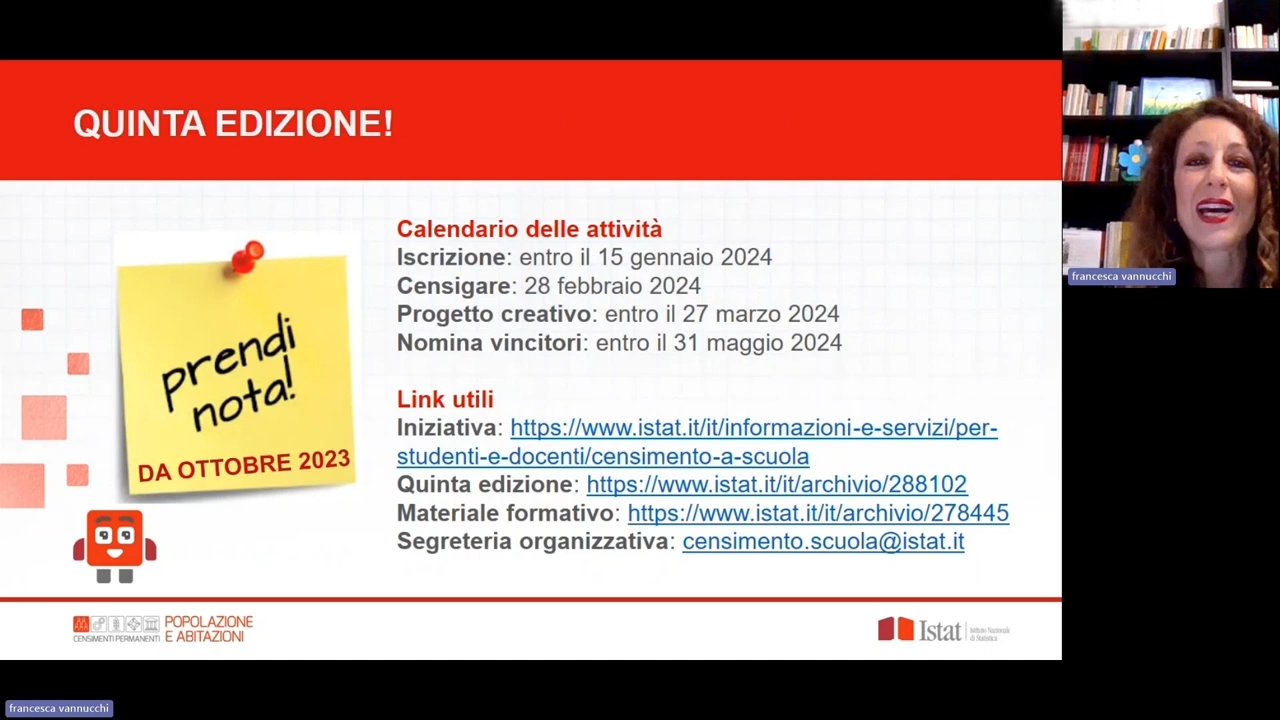 QUINTA EDIZIONE!
prendi
nota!
DA OTTOBRE 2023
Calendario delle attività
Iscrizione: entro il 15 gennaio 2024
Censigare: 28 febbraio 2024
Progetto creativo: entro il 27 marzo 2024
Nomina vincitori: entro il 31 maggio 2024
Link utili
Iniziativa: https://www.istat.it/it/informazioni-e-servizi/per-
studenti-e-docenti/censimento-a-scuola
Quinta edizione: https://www.istat.it/it/archivio/288102
Materiale formativo: https://www.istat.it/it/archivio/278445
Segreteria organizzativa: censimento.scuola@istat.it
CENSIMENTI PERMANENTI
POPOLAZIONE
E ABITAZIONI
Istat
Istituto Nazionale
di Statistica
francesca vannucchi
francesca vannucchi